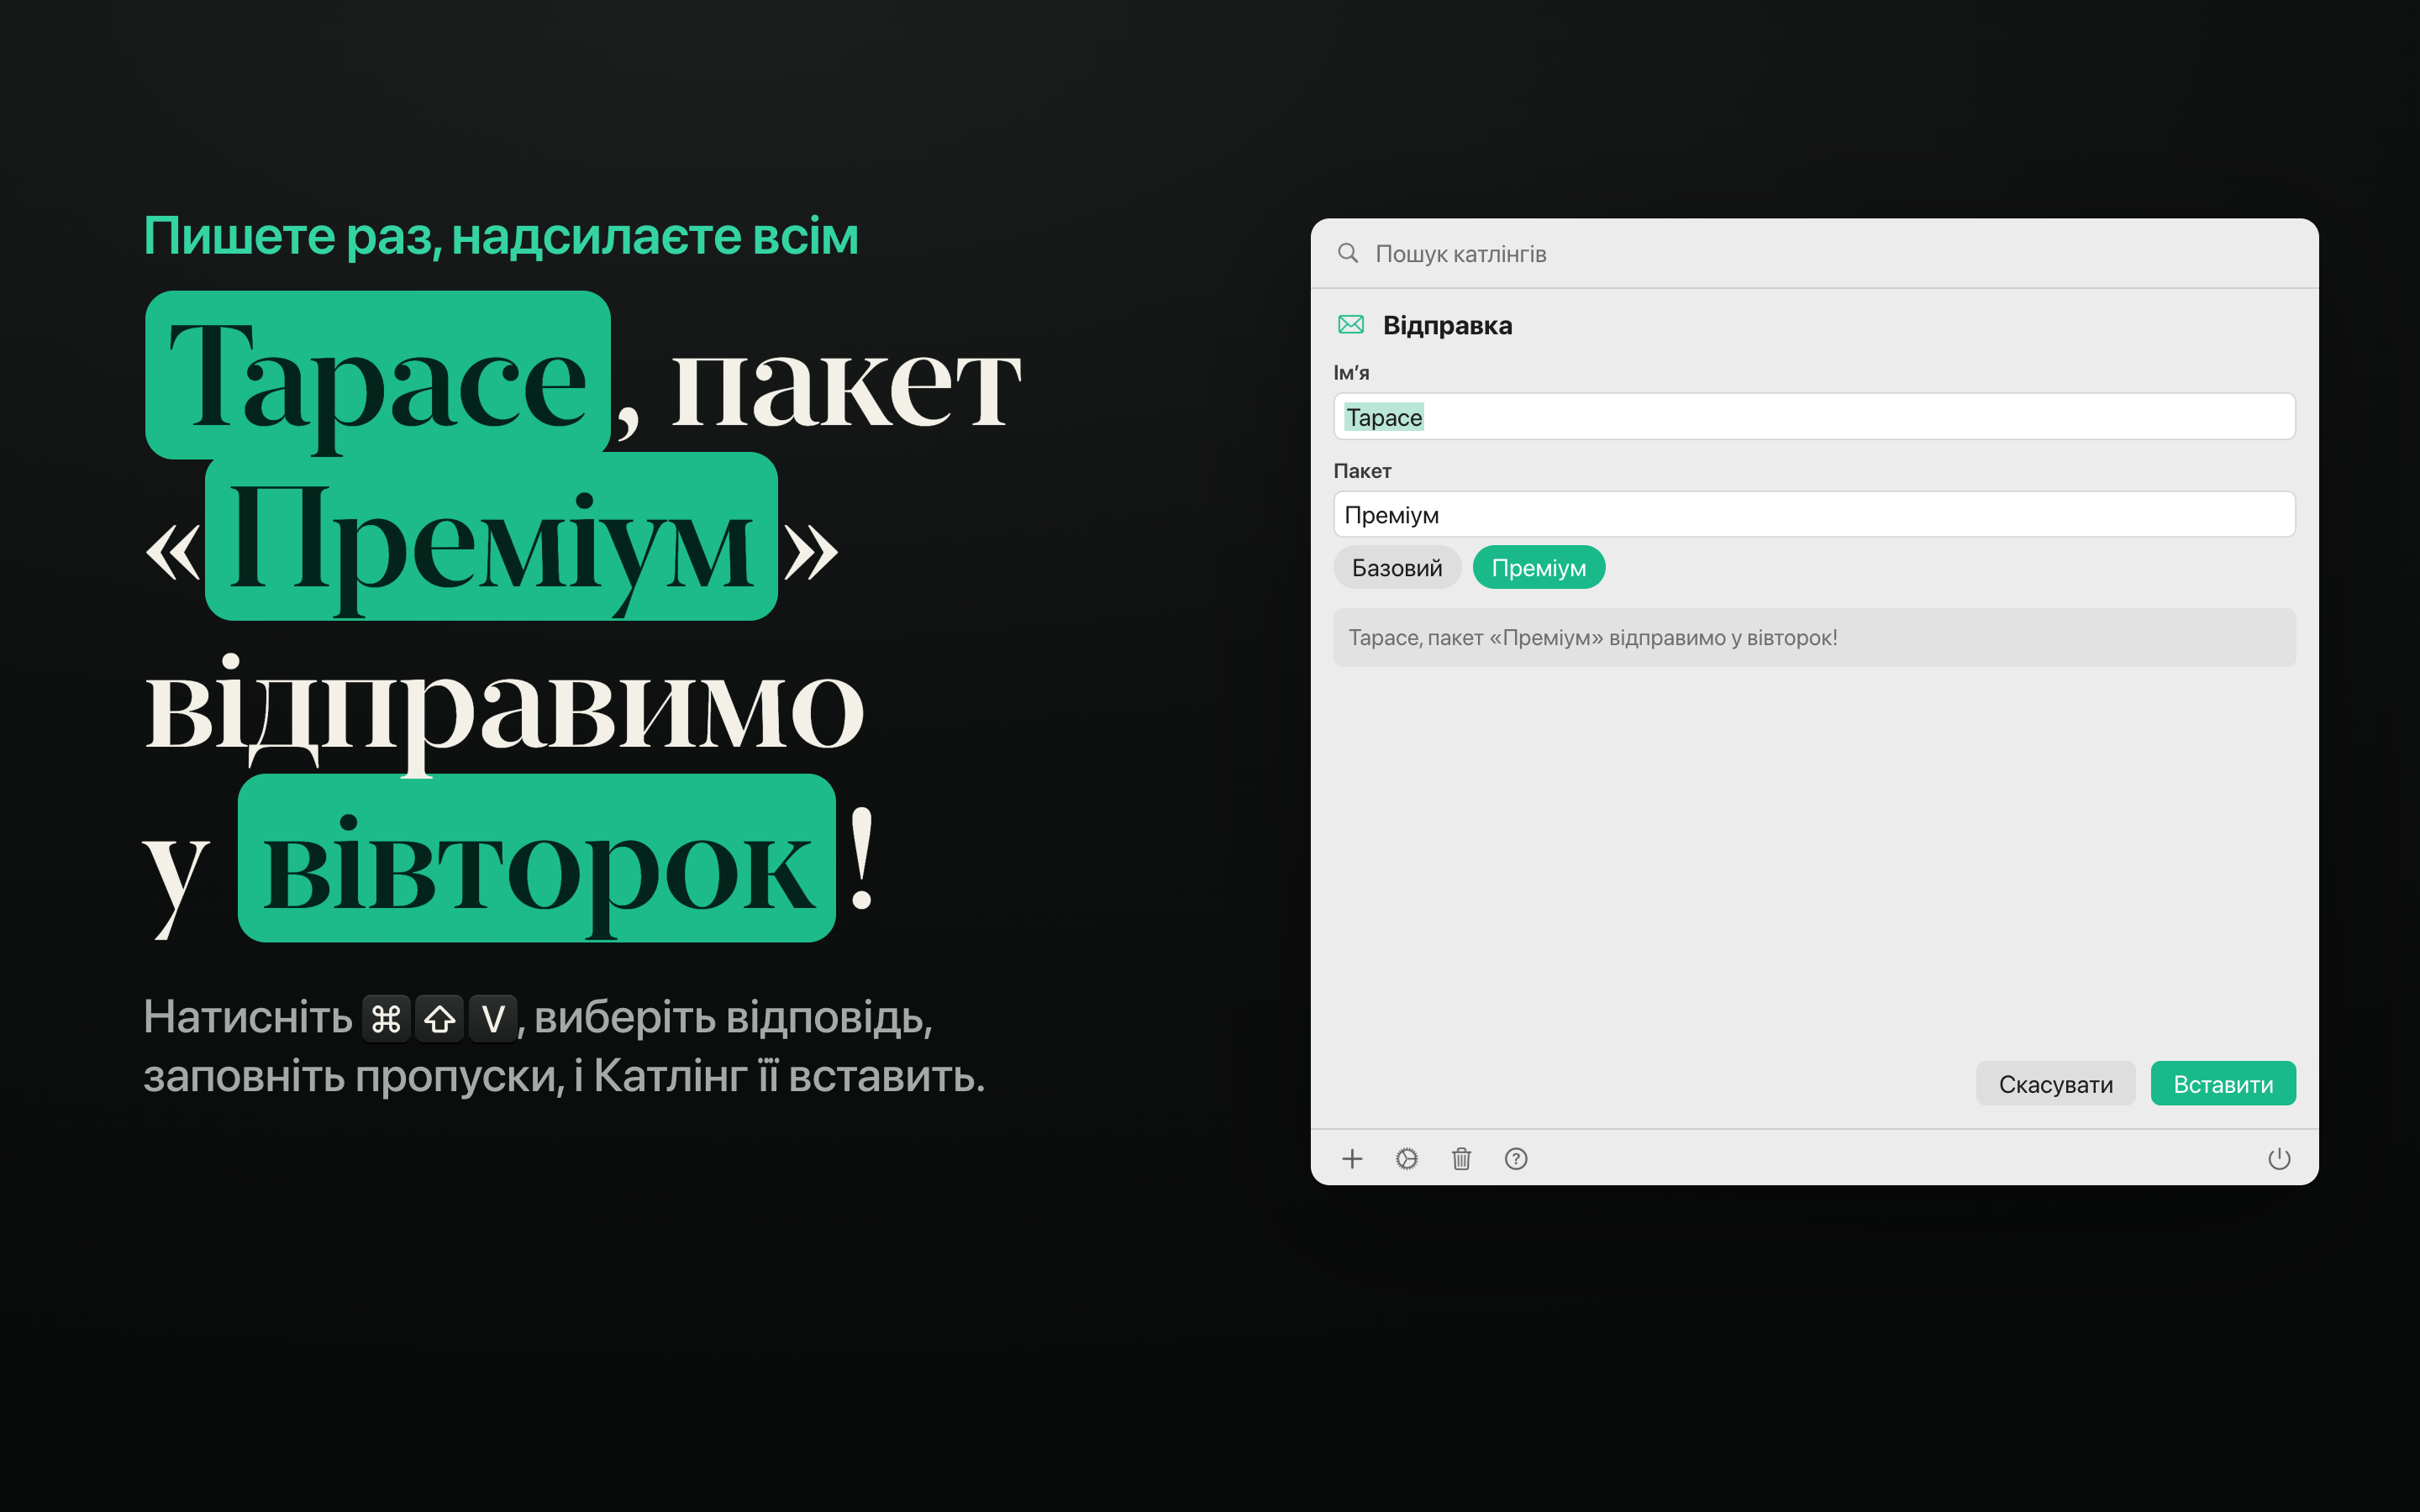 Пишете раз, надсилаєте всім
Тарасе, пакет
«Преміум»
відправимо
у вівторок!
Натисніть ⌘ ⇧ V, виберіть відповідь,
заповніть пропуски, і Катлінг її вставить.
Пошук катлінгів
Відправка
Ім’я
Тарасе
Пакет
Преміум
Базовий Преміум
Тарасе, пакет «Преміум» відправимо у вівторок!
Скасувати Вставити